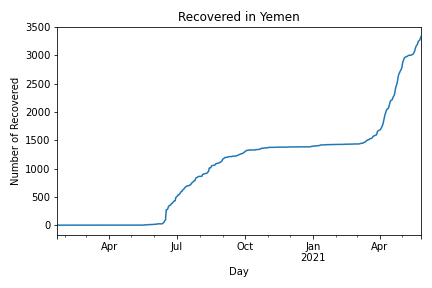 Recovered in Yemen
Number of Recovered
3500
3000
2500
2000
1500
1000
500
0
Apr
Jul
Oct
Jan
2021
Apr
Day